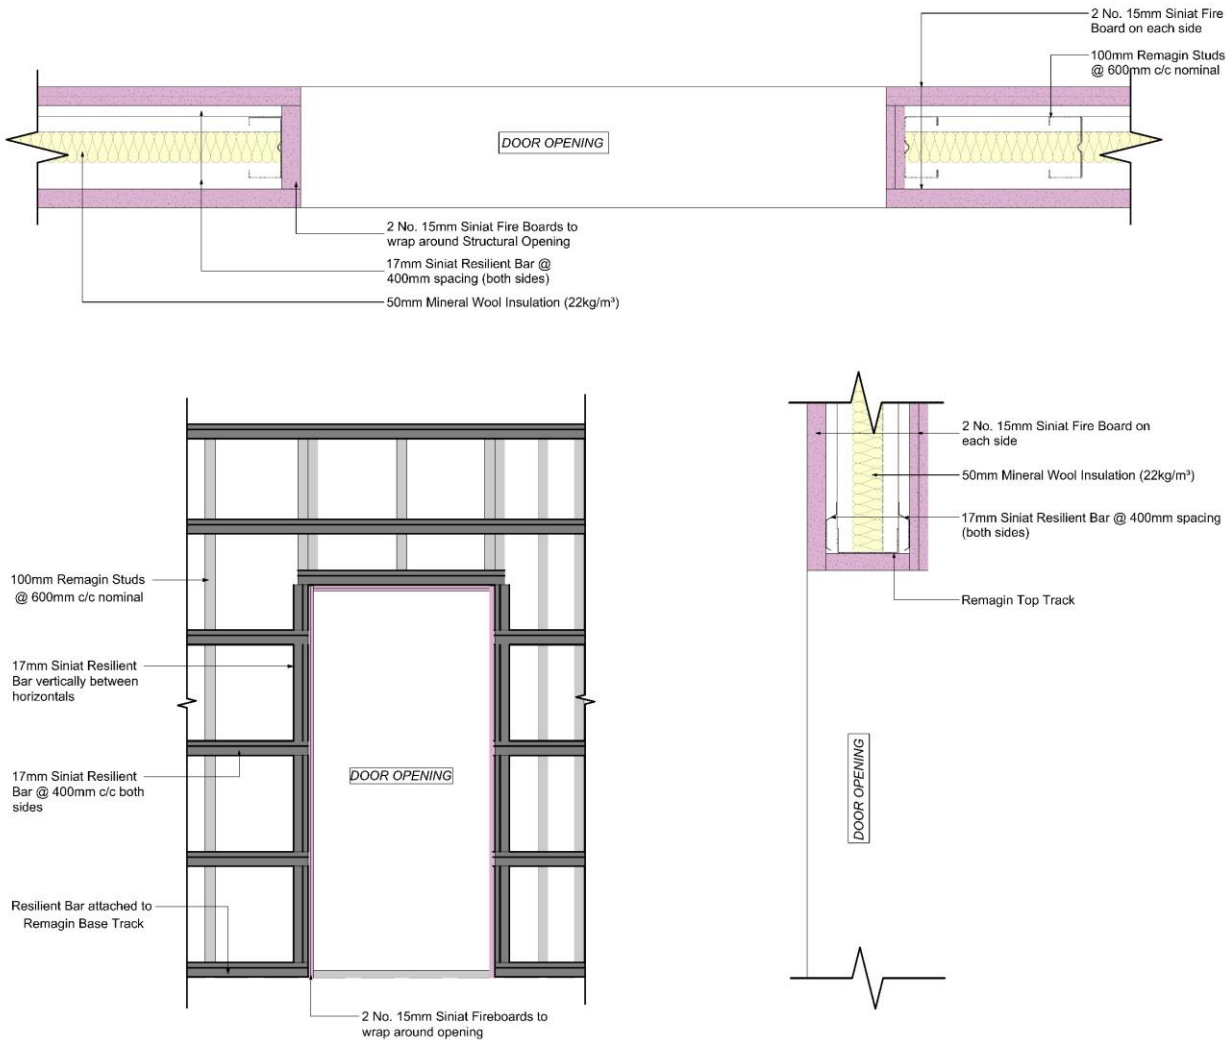 2 No. 15mm Siniat Fire
Board on each side
100mm Remagin Studs
@ 600mm c/c nominal
DOOR OPENING
2 No. 15mm Siniat Fire Boards to
wrap around Structural Opening
17mm Siniat Resilient Bar @
400mm spacing (both sides)
50mm Mineral Wool Insulation (22kg/m³)
100mm Remagin Studs
@ 600mm c/c nominal
17mm Siniat Resilient
Bar vertically between
horizontals
17mm Siniat Resilient
Bar @ 400mm c/c both
sides
Resilient Bar attached to
Remagin Base Track
DOOR OPENING
2 No. 15mm Siniat Fireboards to
wrap around opening
2 No. 15mm Siniat Fire Board on
each side
50mm Mineral Wool Insulation (22kg/m³)
17mm Siniat Resilient Bar @ 400mm spacing
(both sides)
Remagin Top Track
DOOR OPENING